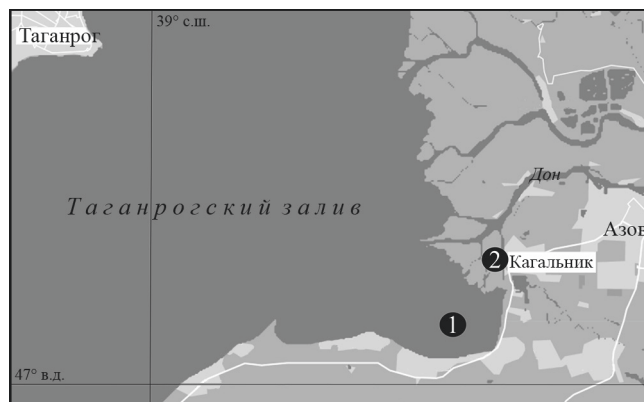 39° с.ш.
Таганрог
Дон
Таганрогский залив
Азов
2
Кагальник
1
47° в.д.